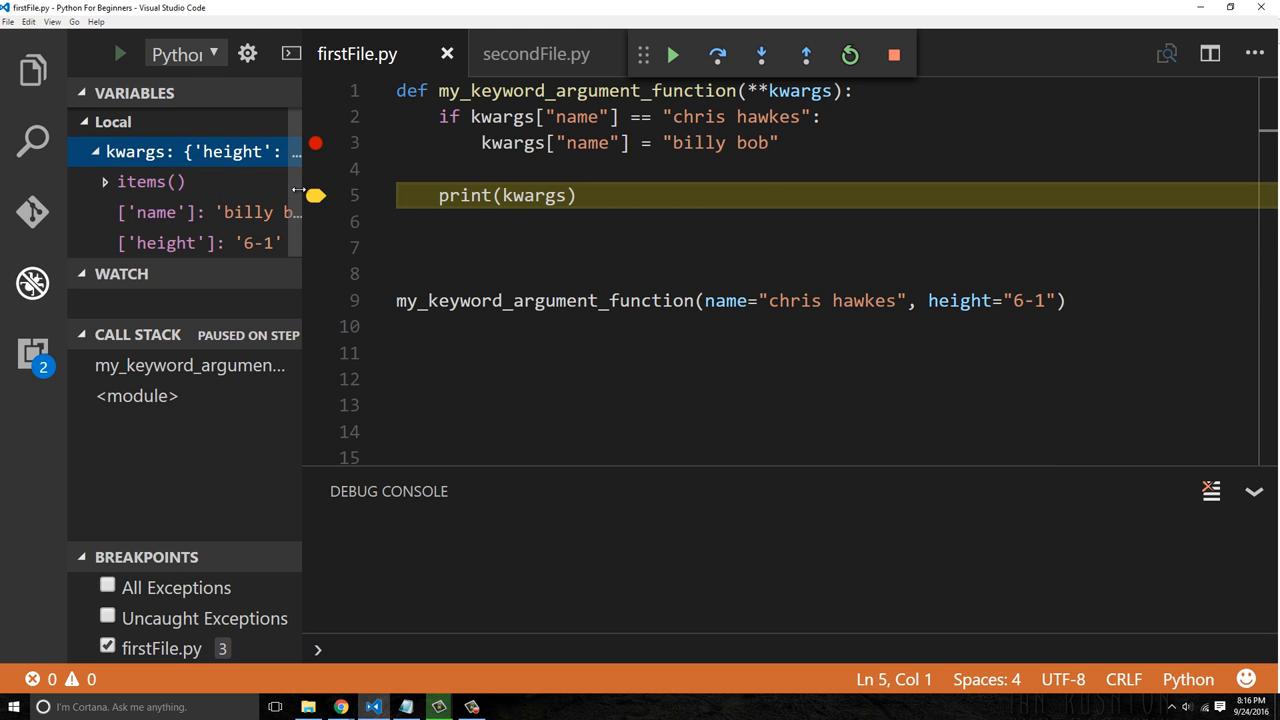 firstFile.py - Python For Beginners - Visual Studio Code
File Edit View Go Help
Python
firstFile.py
secondFile.py
VARIABLES
Local
kwargs: {'height': ...
items()
['name']: 'billy b...
['height']: '6-1'
WATCH
CALL STACK PAUSED ON STEP
my_keyword_argumen...
<module>
BREAKPOINTS
All Exceptions
Uncaught Exceptions
firstFile.py 3
2
1 def my_keyword_argument_function(**kwargs):
2 if kwargs["name"] == "chris hawkes":
3 kwargs["name"] = "billy bob"
4
5 print(kwargs)
6
7
8
9 my_keyword_argument_function(name="chris hawkes", height="6-1")
10
11
12
13
14
15
DEBUG CONSOLE
0 0
Ln 5, Col 1 Spaces: 4 UTF-8 CRLF Python
I'm Cortana. Ask me anything.
8:16 PM
9/24/2016